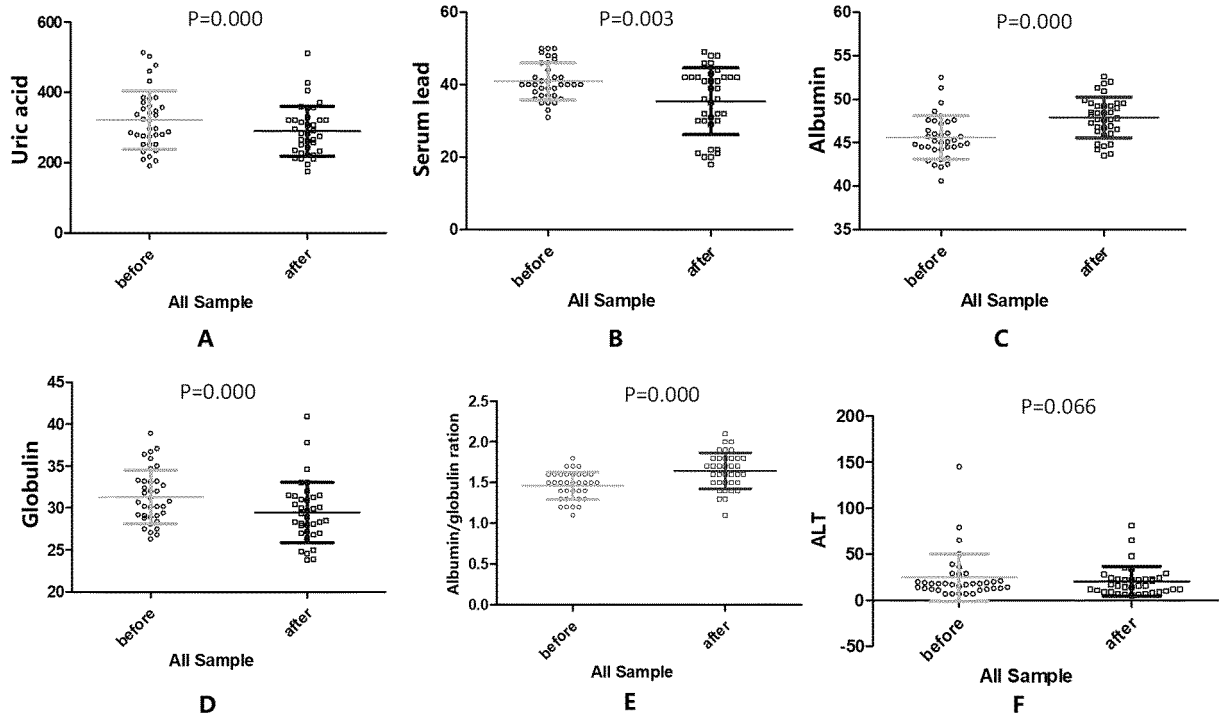 P=0.000
Uric acid
600
400
200
0
before
after
All Sample
A
P=0.003
Serum lead
60
40
20
0
before
after
All Sample
B
P=0.000
Albumin
60
55
50
45
40
35
before
after
All Sample
C
P=0.000
Globulin
45
40
35
30
25
20
before
after
All Sample
D
P=0.000
Albumin/globulin ration
2.5
2.0
1.5
1.0
0.5
0.0
before
after
All Sample
E
P=0.066
ALT
200
150
100
50
0
-50
before
after
All Sample
F